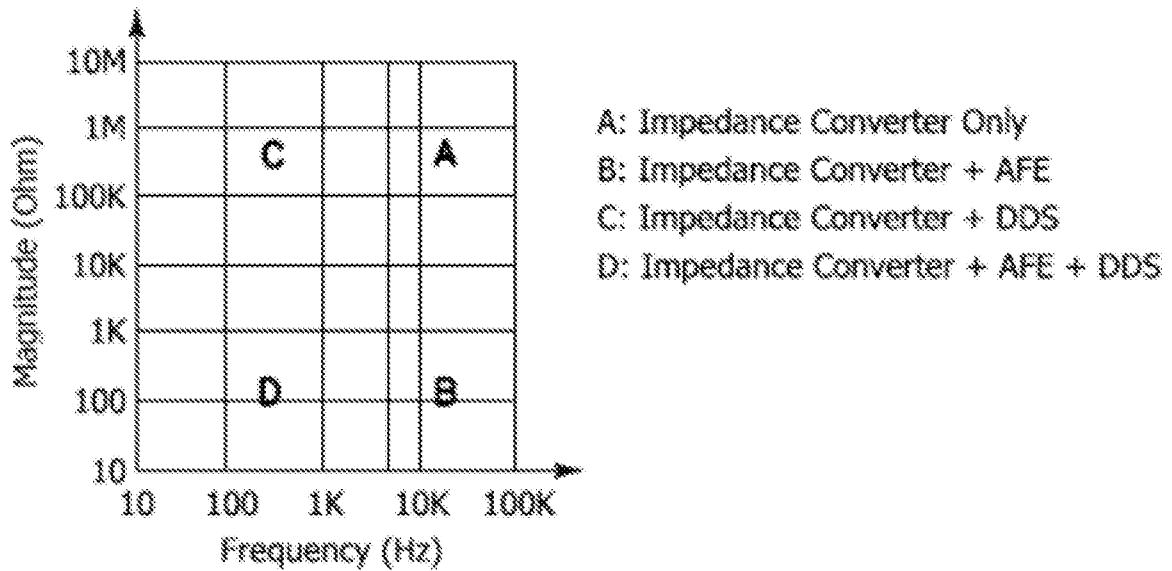 Magnitude (Ohm)
10M
1M
100K
10K
1K
100
10
C
A
D
B
10 100 1K 10K 100K
Frequency (Hz)
A: Impedance Converter Only
B: Impedance Converter + AFE
C: Impedance Converter + DDS
D: Impedance Converter + AFE + DDS